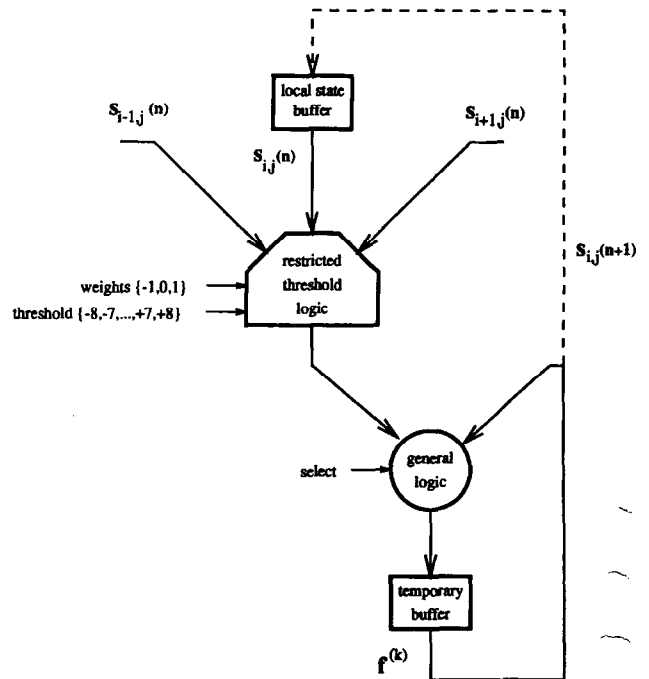 local state
buffer
S_{i-1,j}(n)
S_{i+1,j}(n)
S_{i,j}(n)
S_{i,j}(n+1)
restricted
threshold
logic
weights {-1,0,1}
threshold {-8,-7,...,+7,+8}
general
logic
select
temporary
buffer
f^{(k)}